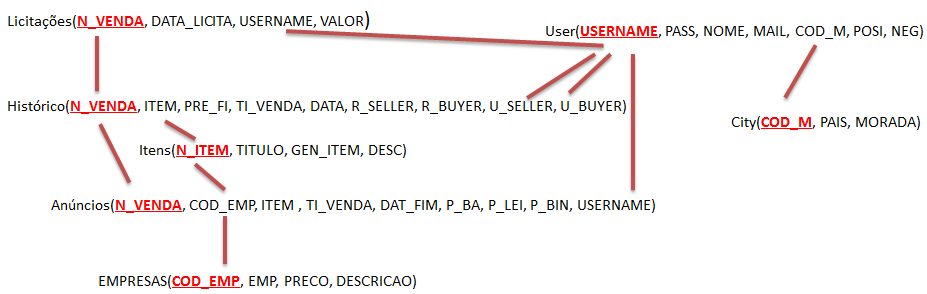 Licitações(N_VENDA, DATA_LICITA, USERNAME, VALOR)
User(USERNAME, PASS, NOME, MAIL, COD_M, POSI, NEG)
Histórico(N_VENDA, ITEM, PRE_FI, TI_VENDA, DATA, R_SELLER, R_BUYER, U_SELLER, U_BUYER)
City(COD_M, PAIS, MORADA)
Itens(N_ITEM, TITULO, GEN_ITEM, DESC)
Anúncios(N_VENDA, COD_EMP, ITEM , TI_VENDA, DAT_FIM, P_BA, P_LEI, P_BIN, USERNAME)
EMPRESAS(COD_EMP, EMP, PRECO, DESCRICAO)